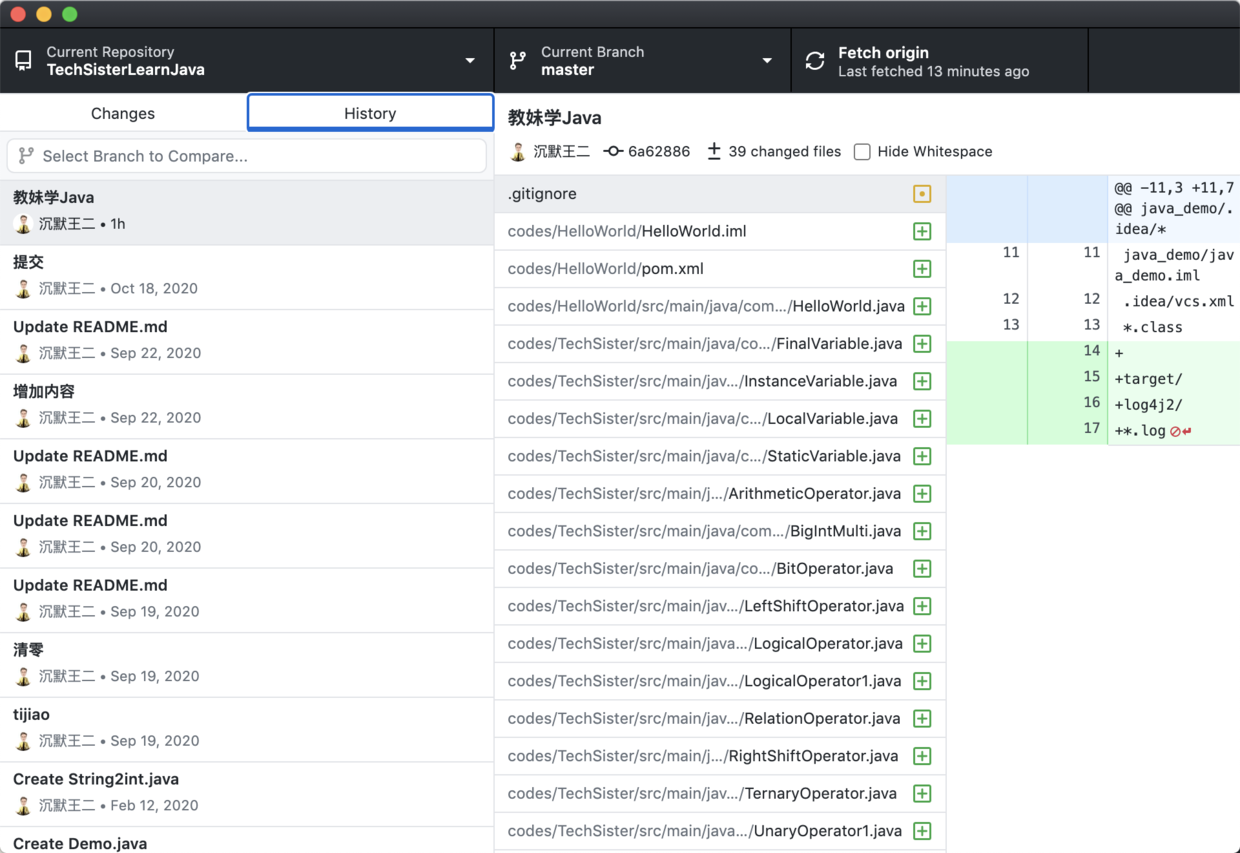 Current Repository
TechSisterLearnJava
Current Branch
master
Fetch origin
Last fetched 13 minutes ago
Changes
History
Select Branch to Compare...
教妹学Java
沉默王二 • 1h
提交
沉默王二 • Oct 18, 2020
Update README.md
沉默王二 • Sep 22, 2020
增加内容
沉默王二 • Sep 22, 2020
Update README.md
沉默王二 • Sep 20, 2020
Update README.md
沉默王二 • Sep 20, 2020
Update README.md
沉默王二 • Sep 19, 2020
清零
沉默王二 • Sep 19, 2020
tijiao
沉默王二 • Sep 19, 2020
Create String2int.java
沉默王二 • Feb 12, 2020
Create Demo.java
教妹学Java
沉默王二 6a62886 39 changed files Hide Whitespace
.gitignore
codes/HelloWorld/HelloWorld.iml
codes/HelloWorld/pom.xml
codes/HelloWorld/src/main/java/com.../HelloWorld.java
codes/TechSister/src/main/java/co.../FinalVariable.java
codes/TechSister/src/main/jav.../InstanceVariable.java
codes/TechSister/src/main/java/c.../LocalVariable.java
codes/TechSister/src/main/java/c.../StaticVariable.java
codes/TechSister/src/main/j.../ArithmeticOperator.java
codes/TechSister/src/main/java/com.../BigIntMulti.java
codes/TechSister/src/main/java/co.../BitOperator.java
codes/TechSister/src/main/jav.../LeftShiftOperator.java
codes/TechSister/src/main/java.../LogicalOperator.java
codes/TechSister/src/main/jav.../LogicalOperator1.java
codes/TechSister/src/main/jav.../RelationOperator.java
codes/TechSister/src/main/j.../RightShiftOperator.java
codes/TechSister/src/main/jav.../TernaryOperator.java
codes/TechSister/src/main/java.../UnaryOperator1.java
@@ -11,3 +11,7
@@ java_demo/.
idea/*
11 11 java_demo/jav
a_demo.iml
12 12 .idea/vcs.xml
13 13 *.class
14 +
15 +target/
16 +log4j2/
17 +*.log